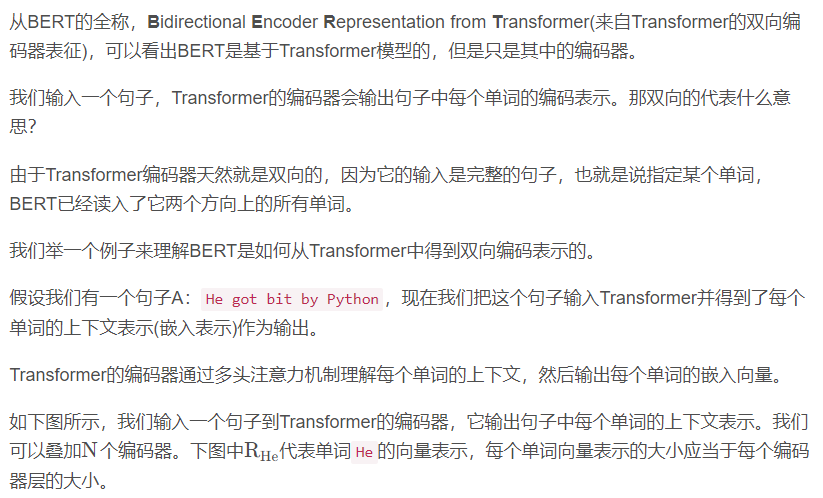 从BERT的全称，Bidirectional Encoder Representation from Transformer(来自Transformer的双向编
码器表征)，可以看出BERT是基于Transformer模型的，但是只是其中的编码器。
我们输入一个句子，Transformer的编码器会输出句子中每个单词的编码表示。那双向的代表什么意
思?
由于Transformer编码器天然就是双向的，因为它的输入是完整的句子，也就是说指定某个单词，
BERT已经读入了它两个方向上的所有单词。
我们举一个例子来理解BERT是如何从Transformer中得到双向编码表示的。
假设我们有一个句子A：He got bit by Python，现在我们把这个句子输入Transformer并得到了每个
单词的上下文表示(嵌入表示)作为输出。
Transformer的编码器通过多头注意力机制理解每个单词的上下文，然后输出每个单词的嵌入向量。
如下图所示，我们输入一个句子到Transformer的编码器，它输出句子中每个单词的上下文表示。我们
可以叠加N个编码器。下图中R_He代表单词He的向量表示，每个单词向量表示的大小应当于每个编码
器层的大小。